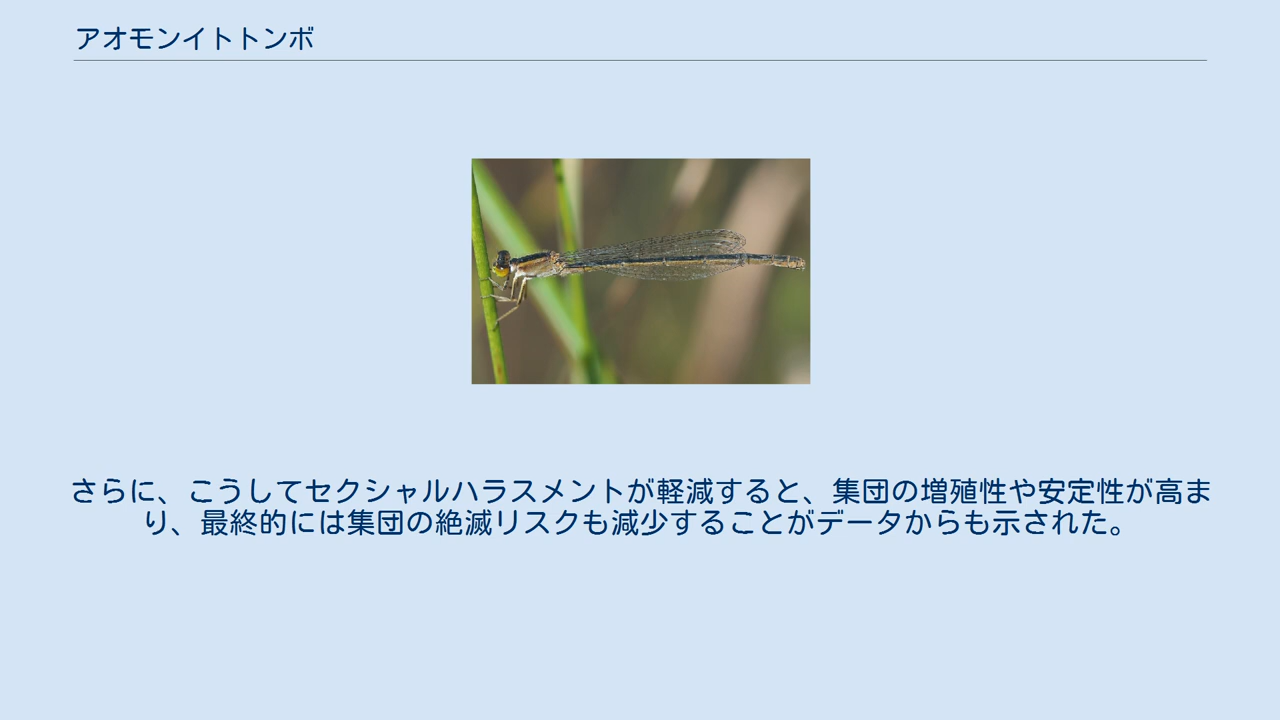 アオモンイトトンボ
さらに、こうしてセクシャルハラスメントが軽減すると、集団の増殖性や安定性が高ま
り、最終的には集団の絶滅リスクも減少することがデータからも示された。